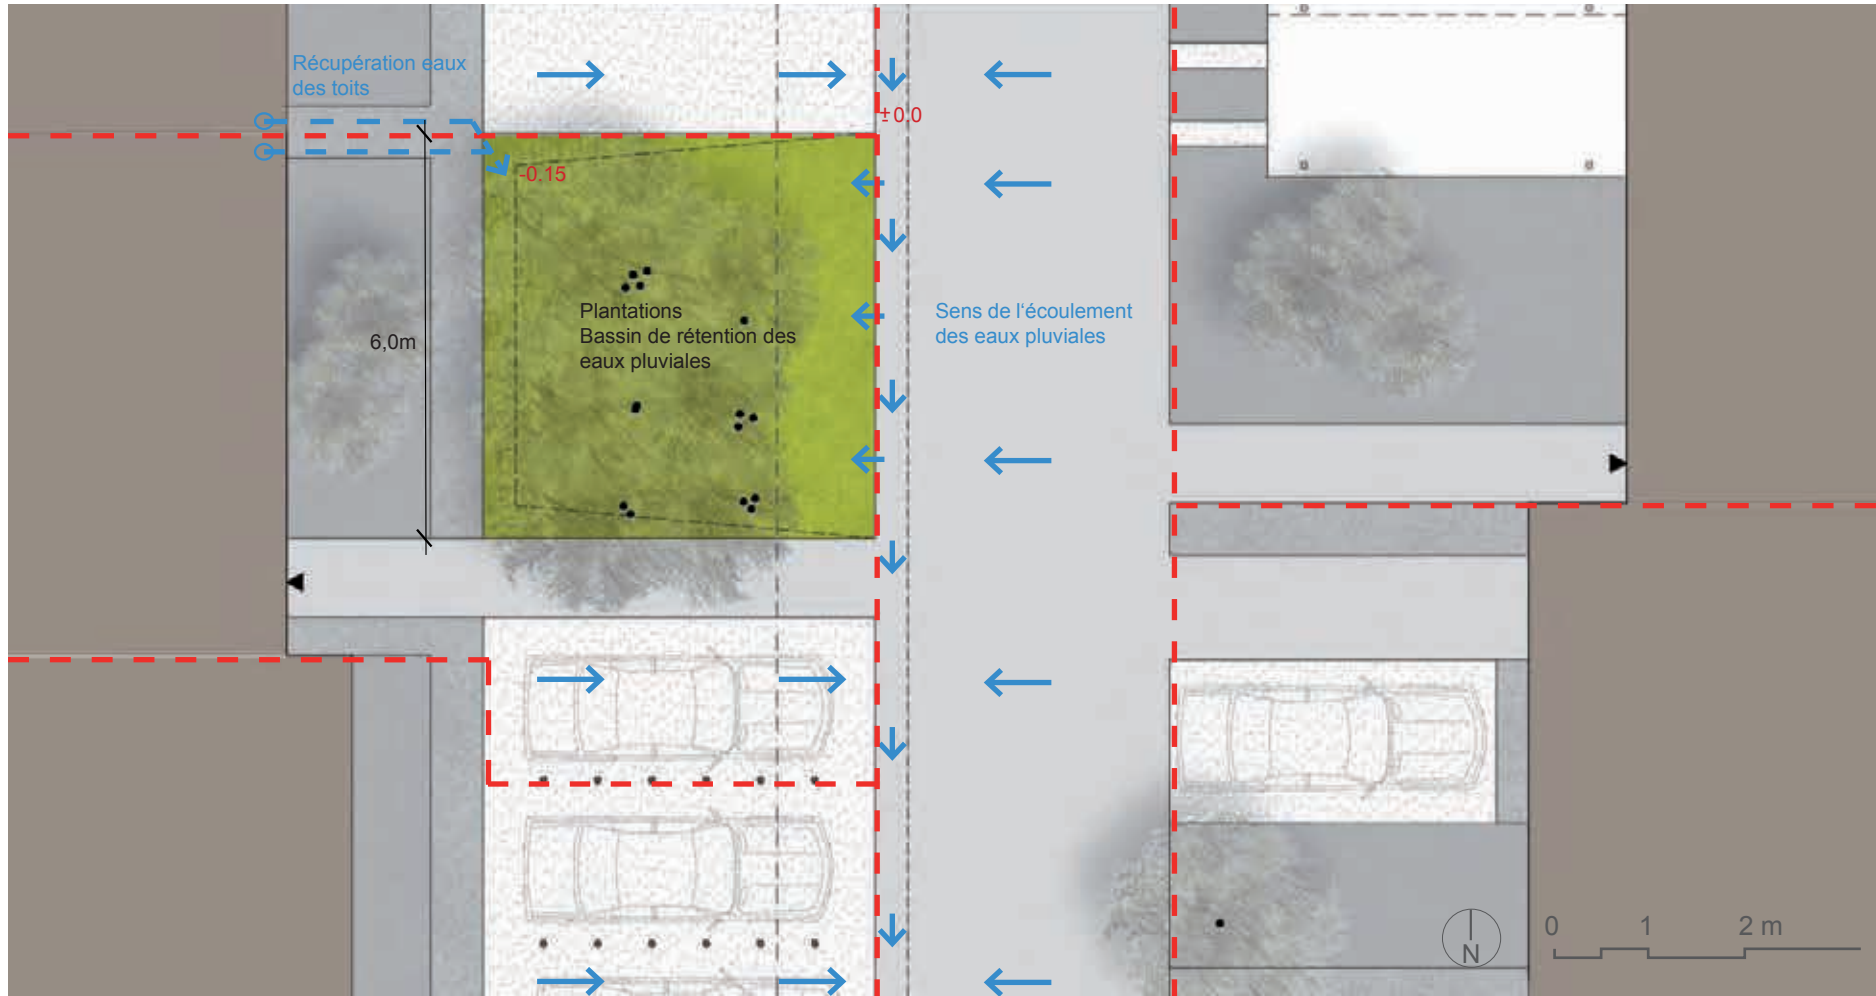 Récupération eaux
des toits
±0,0
-0.15
Plantations
Bassin de rétention des
eaux pluviales
6,0m
Sens de l‘écoulement
des eaux pluviales
N
0 1 2 m